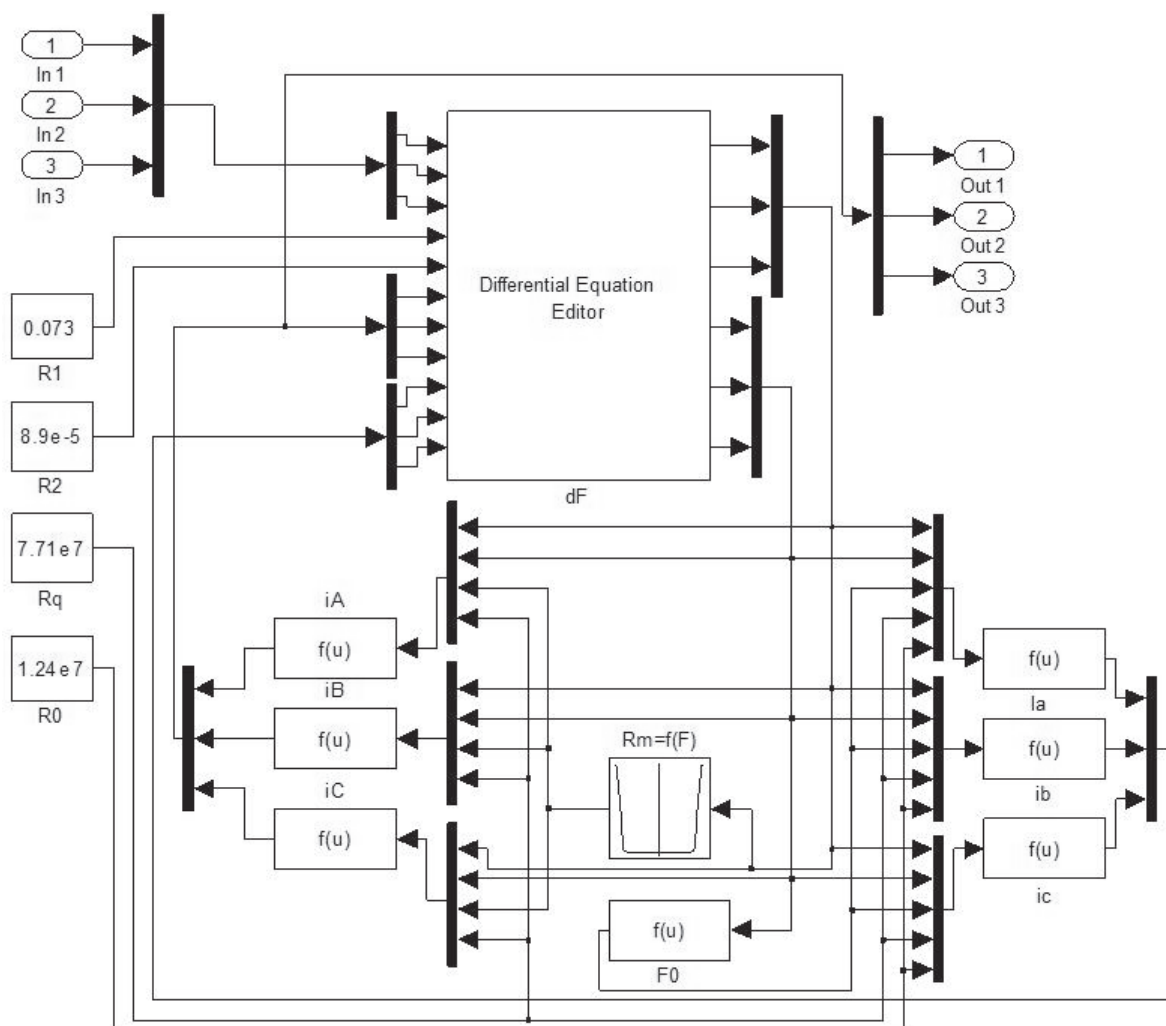 1
In 1
2
In 2
3
In 3
Differential Equation
Editor
dF
1
Out 1
2
Out 2
3
Out 3
0.073
R1
8.9e-5
R2
7.71e7
Rq
1.24e7
R0
iA
f(u)
iB
f(u)
iC
f(u)
Rm=f(F)
f(u)
F0
f(u)
Ia
f(u)
ib
f(u)
ic